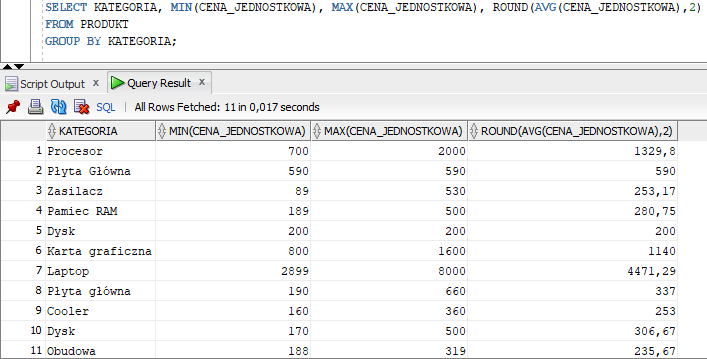 SELECT KATEGORIA, MIN(CENA_JEDNOSTKOWA), MAX(CENA_JEDNOSTKOWA), ROUND(AVG(CENA_JEDNOSTKOWA),2)
FROM PRODUKT
GROUP BY KATEGORIA;
Script Output x Query Result x
SQL | All Rows Fetched: 11 in 0,017 seconds
KATEGORIA MIN(CENA_JEDNOSTKOWA) MAX(CENA_JEDNOSTKOWA) ROUND(AVG(CENA_JEDNOSTKOWA),2)
1 Procesor 700 2000 1329,8
2 Płyta Główna 590 590 590
3 Zasilacz 89 530 253,17
4 Pamiec RAM 189 500 280,75
5 Dysk 200 200 200
6 Karta graficzna 800 1600 1140
7 Laptop 2899 8000 4471,29
8 Płyta główna 190 660 337
9 Cooler 160 360 253
10 Dysk 170 500 306,67
11 Obudowa 188 319 235,67